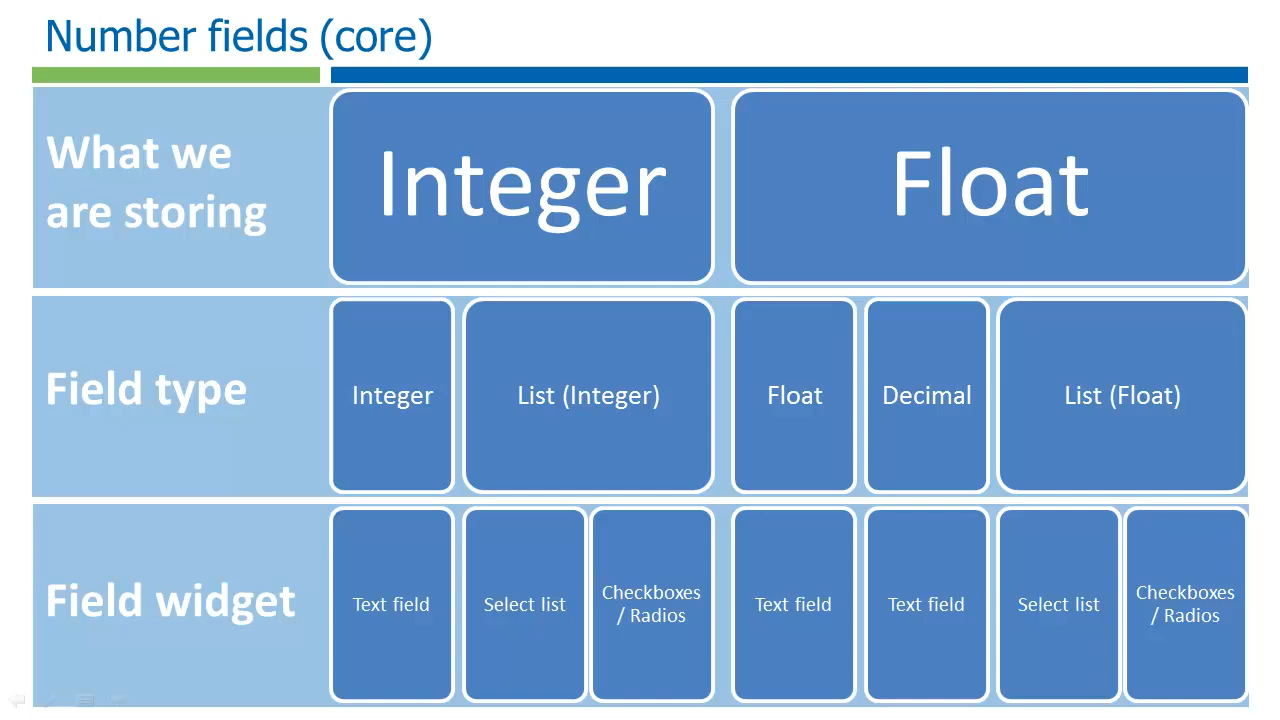 Number fields (core)
What we
are storing
Integer
Float
Field type
Integer
List (Integer)
Float
Decimal
List (Float)
Field widget
Text field
Select list
Checkboxes
/ Radios
Text field
Text field
Select list
Checkboxes
/ Radios